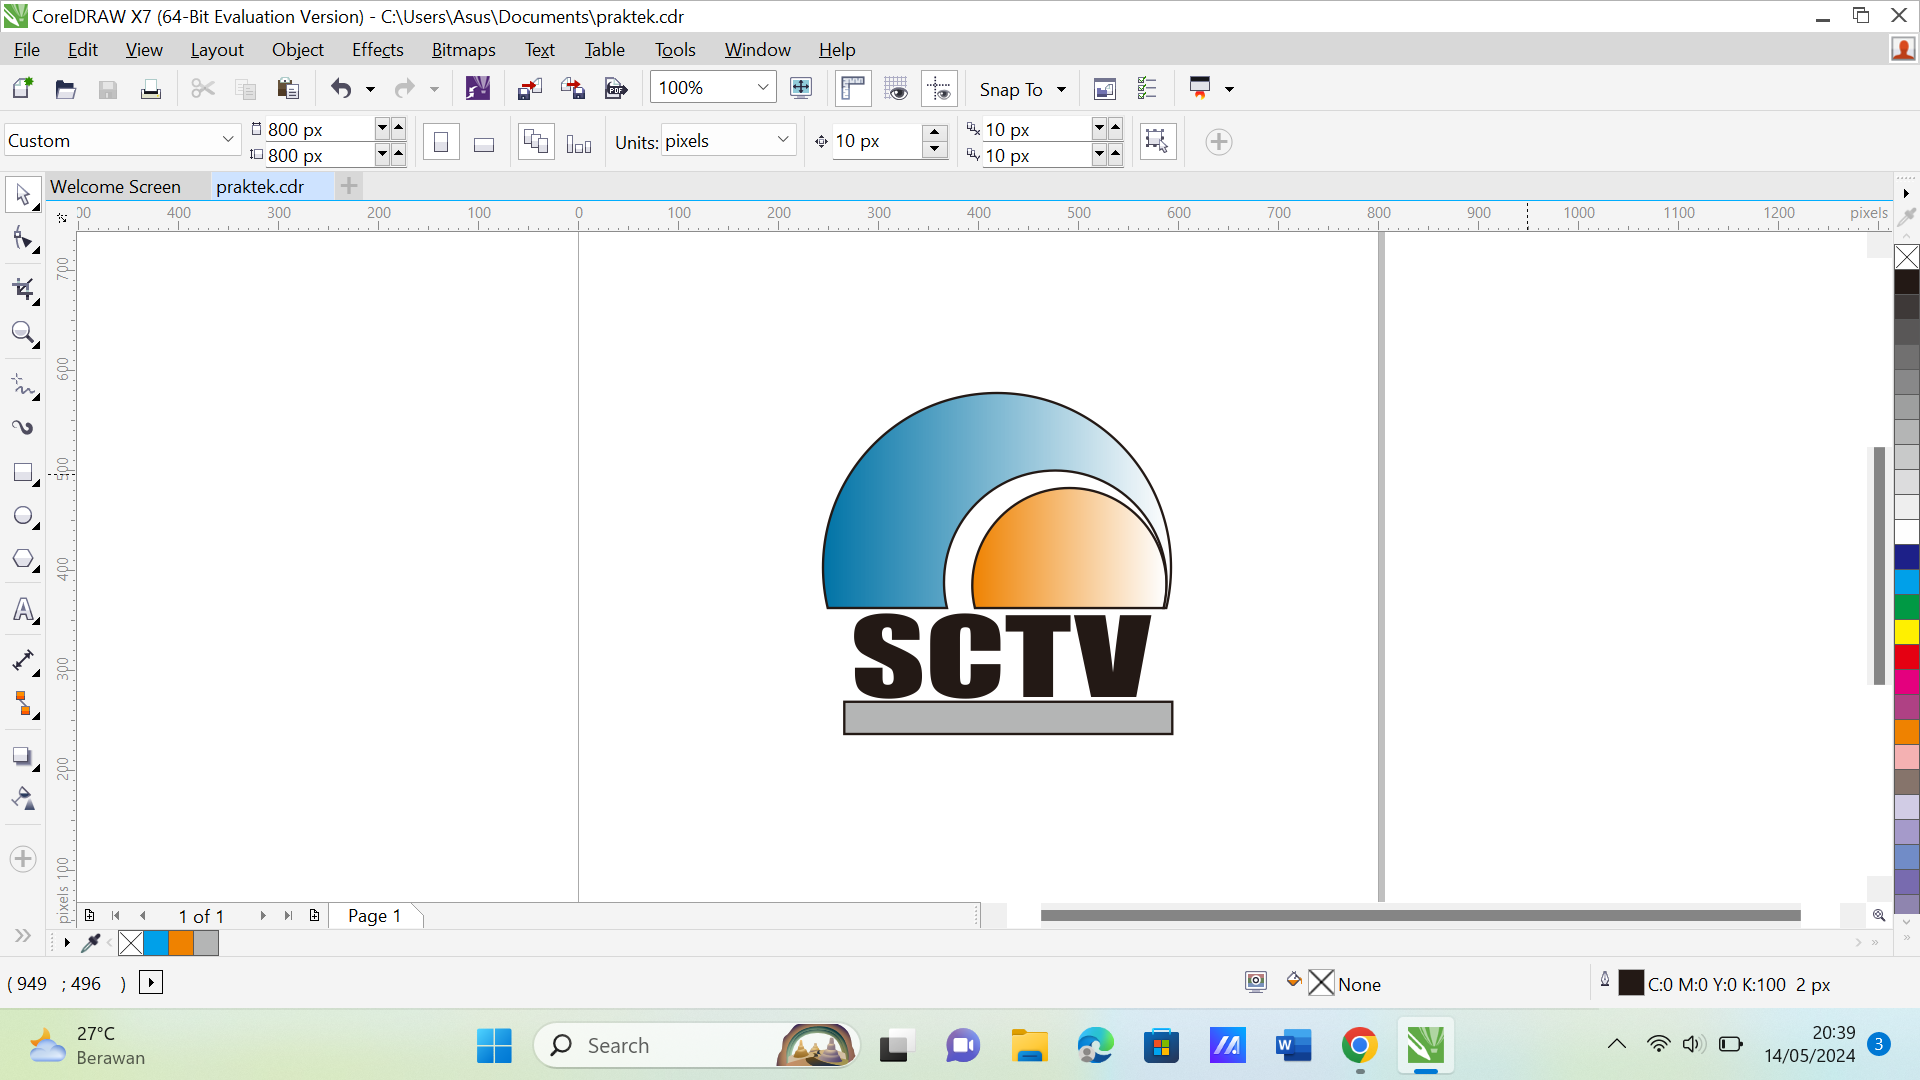 CorelDRAW X7 (64-Bit Evaluation Version) - C:\Users\Asus\Documents\praktek.cdr
File Edit View Layout Object Effects Bitmaps Text Table Tools Window Help
100% Snap To
Custom 800 px 800 px Units: pixels 10 px 10 px 10 px
Welcome Screen praktek.cdr
00 400 300 200 100 0 100 200 300 400 500 600 700 800 900 1000 1100 1200 pixels
700
600
500
400
300
200
100
pixels
SCTV
1 of 1 Page 1
( 949 ; 496 ) None C:0 M:0 Y:0 K:100 2 px
27°C
Berawan
Search
20:39
14/05/2024
3